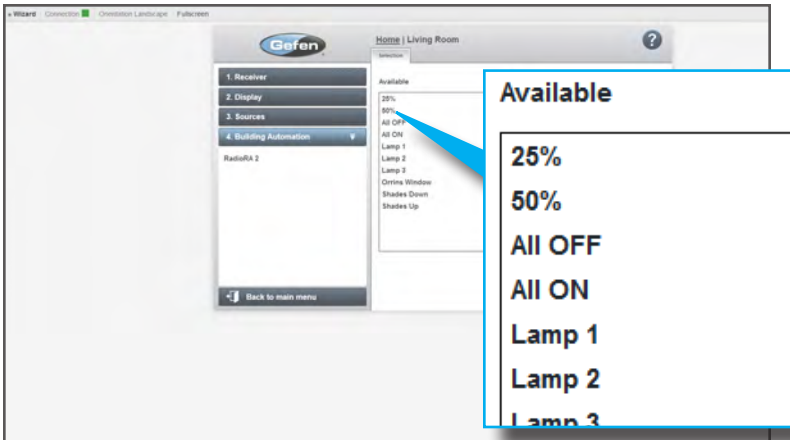 » Wizard Connection Orientation Landscape Fullscreen
Gefen
Home | Living Room
?
Selection
1. Receiver
2. Display
3. Sources
4. Building Automation
RadioRA 2
Back to main menu
Available
25%
50%
All OFF
All ON
Lamp 1
Lamp 2
Lamp 3
Orrins Window
Shades Down
Shades Up
Available
25%
50%
All OFF
All ON
Lamp 1
Lamp 2
Lamp 3